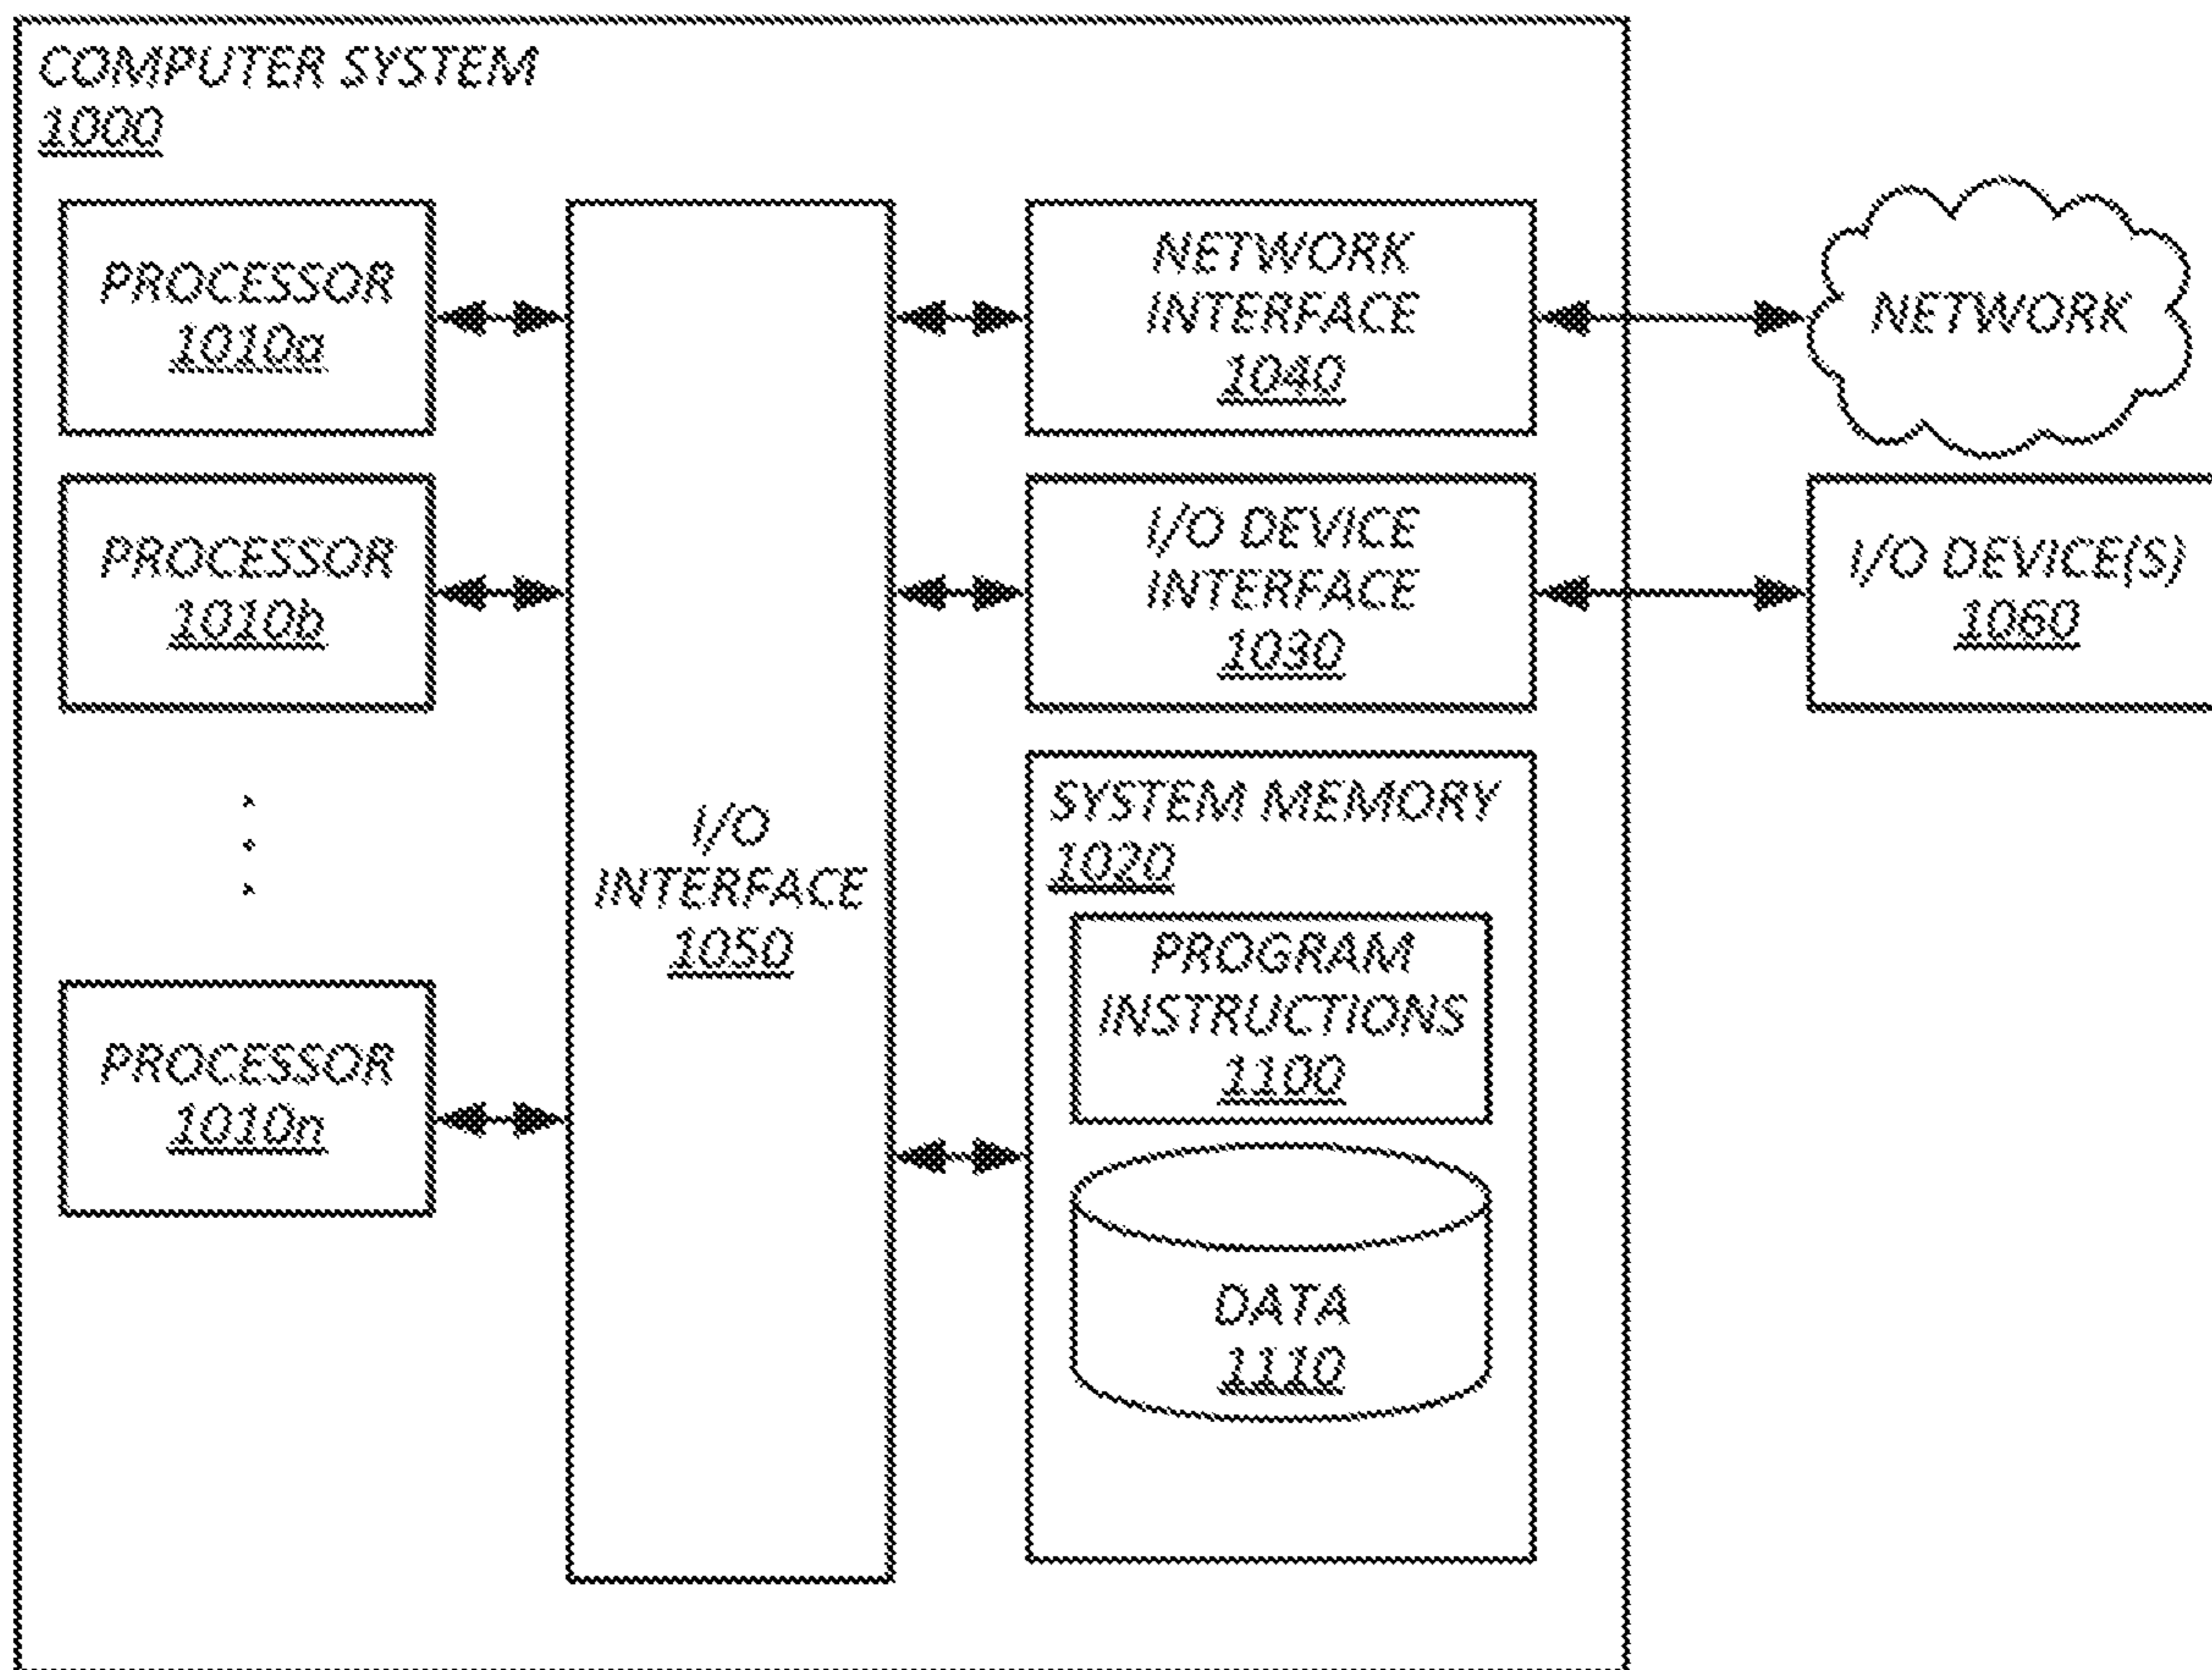 COMPUTER SYSTEM
1000
PROCESSOR
1010a
PROCESSOR
1010b
PROCESSOR
1010n
I/O
INTERFACE
1050
NETWORK
INTERFACE
1040
I/O DEVICE
INTERFACE
1030
SYSTEM MEMORY
1020
PROGRAM
INSTRUCTIONS
1100
DATA
1110
NETWORK
I/O DEVICE(S)
1060